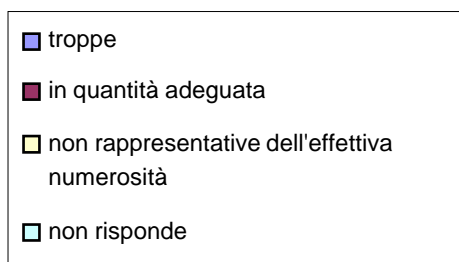 troppe
in quantità adeguata
non rappresentative dell'effettiva
numerosità
non risponde